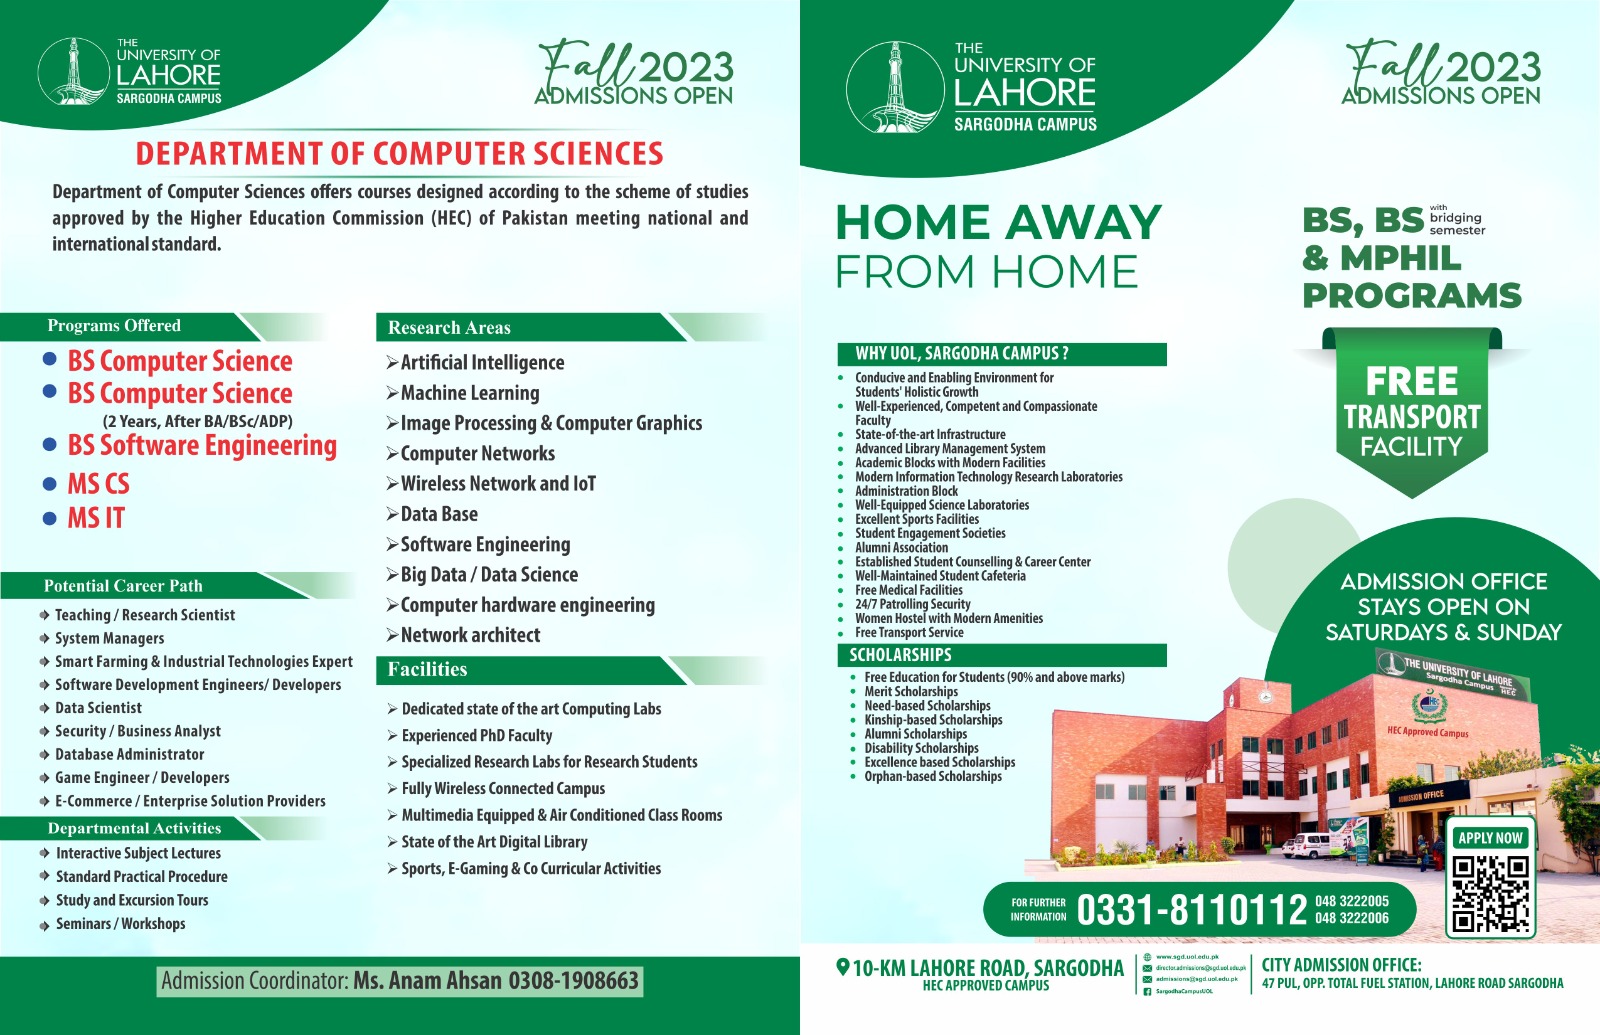 THE
UNIVERSITY OF
LAHORE
SARGODHA CAMPUS
Fall 2023
ADMISSIONS OPEN
DEPARTMENT OF COMPUTER SCIENCES
Department of Computer Sciences offers courses designed according to the scheme of studies
approved by the Higher Education Commission (HEC) of Pakistan meeting national and
international standard.
Programs Offered
BS Computer Science
BS Computer Science
(2 Years, After BA/BSc/ADP)
BS Software Engineering
MS CS
MS IT
Potential Career Path
Teaching / Research Scientist
System Managers
Smart Farming & Industrial Technologies Expert
Software Development Engineers/ Developers
Data Scientist
Security / Business Analyst
Database Administrator
Game Engineer / Developers
E-Commerce / Enterprise Solution Providers
Departmental Activities
Interactive Subject Lectures
Standard Practical Procedure
Study and Excursion Tours
Seminars / Workshops
Research Areas
Artificial Intelligence
Machine Learning
Image Processing & Computer Graphics
Computer Networks
Wireless Network and IoT
Data Base
Software Engineering
Big Data / Data Science
Computer hardware engineering
Network architect
Facilities
Dedicated state of the art Computing Labs
Experienced PhD Faculty
Specialized Research Labs for Research Students
Fully Wireless Connected Campus
Multimedia Equipped & Air Conditioned Class Rooms
State of the Art Digital Library
Sports, E-Gaming & Co Curricular Activities
Admission Coordinator: Ms. Anam Ahsan 0308-1908663
THE
UNIVERSITY OF
LAHORE
SARGODHA CAMPUS
Fall 2023
ADMISSIONS OPEN
HOME AWAY
FROM HOME
BS, BS with bridging semester
& MPHIL
PROGRAMS
FREE
TRANSPORT
FACILITY
WHY UOL, SARGODHA CAMPUS ?
Conducive and Enabling Environment for
Students' Holistic Growth
Well-Experienced, Competent and Compassionate
Faculty
State-of-the-art Infrastructure
Advanced Library Management System
Academic Blocks with Modern Facilities
Modern Information Technology Research Laboratories
Administration Block
Well-Equipped Science Laboratories
Excellent Sports Facilities
Student Engagement Societies
Alumni Association
Established Student Counselling & Career Center
Well-Maintained Student Cafeteria
Free Medical Facilities
24/7 Patrolling Security
Women Hostel with Modern Amenities
Free Transport Service
SCHOLARSHIPS
Free Education for Students (90% and above marks)
Merit Scholarships
Need-based Scholarships
Kinship-based Scholarships
Alumni Scholarships
Disability Scholarships
Excellence based Scholarships
Orphan-based Scholarships
ADMISSION OFFICE
STAYS OPEN ON
SATURDAYS & SUNDAY
THE UNIVERSITY OF LAHORE
Sargodha Campus
HEC
HEC
HEC Approved Campus
ADMISSION OFFICE
APPLY NOW
FOR FURTHER
INFORMATION
0331-8110112
048 3222005
048 3222006
10-KM LAHORE ROAD, SARGODHA
HEC APPROVED CAMPUS
www.sgd.uol.edu.pk
director.admissions@sgd.uol.edu.pk
admissions@sgd.uol.edu.pk
SargodhaCampusUOL
CITY ADMISSION OFFICE:
47 PUL, OPP. TOTAL FUEL STATION, LAHORE ROAD SARGODHA